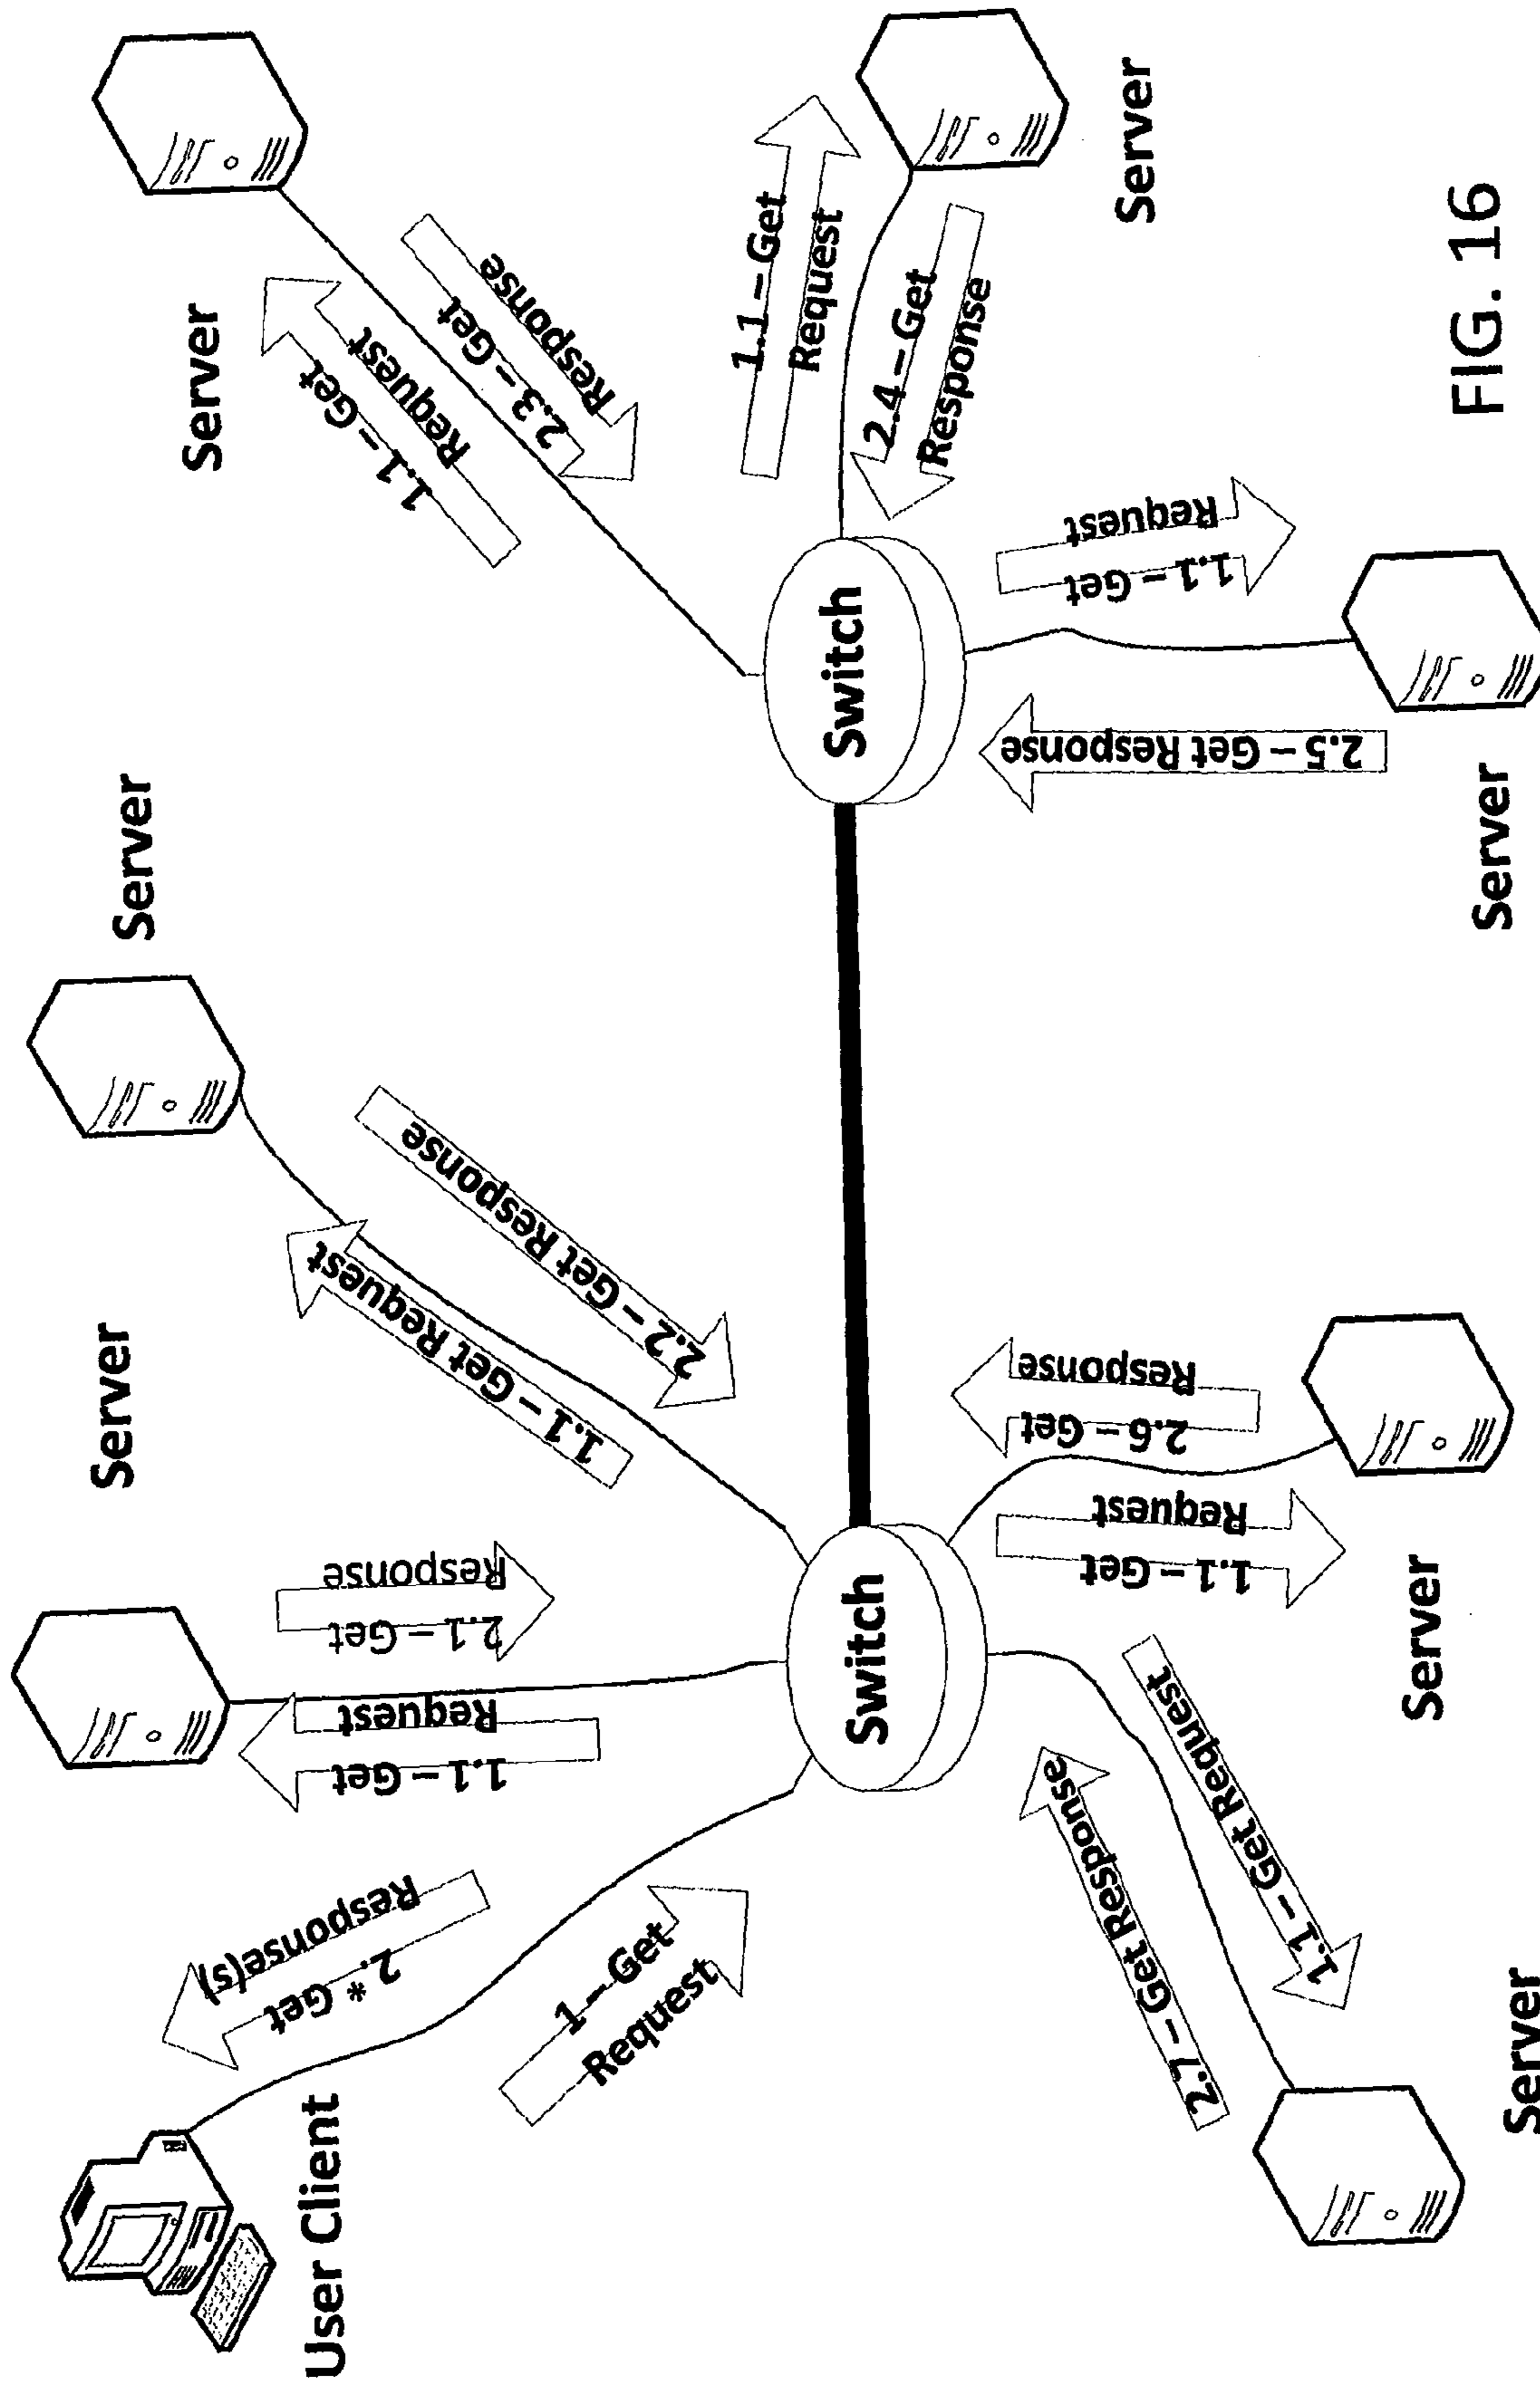 User Client
2.* Get
Response(s)
1 – Get
Request
Server
1.1 – Get
Request
2.1 – Get
Response
Server
1.1 – Get Request
2.2 – Get Response
Server
1.1 – Get
Request
2.3 – Get
Response
Switch
Switch
1.1 – Get
Request
2.4 – Get
Response
Server
2.7 – Get Response
1.1 – Get Request
Server
1.1 – Get
Request
2.6 – Get
Response
Server
2.5 – Get Response
1.1 – Get
Request
Server
FIG. 16